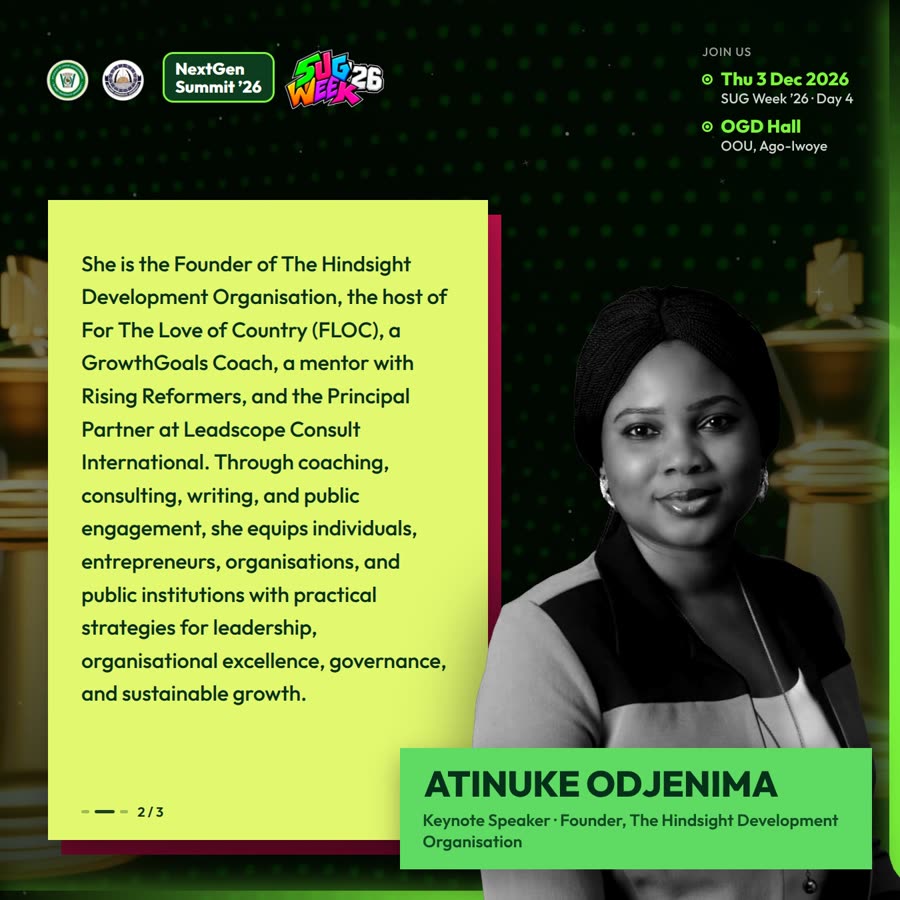 NextGen
Summit ’26
SUG
WEEK '26
JOIN US
Thu 3 Dec 2026
SUG Week ’26 · Day 4
OGD Hall
OOU, Ago-Iwoye
She is the Founder of The Hindsight
Development Organisation, the host of
For The Love of Country (FLOC), a
GrowthGoals Coach, a mentor with
Rising Reformers, and the Principal
Partner at Leadscope Consult
International. Through coaching,
consulting, writing, and public
engagement, she equips individuals,
entrepreneurs, organisations, and
public institutions with practical
strategies for leadership,
organisational excellence, governance,
and sustainable growth.
2 / 3
ATINUKE ODJENIMA
Keynote Speaker · Founder, The Hindsight Development
Organisation